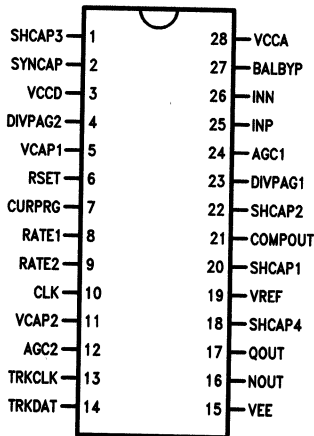 SHCAP3 1
SYNCAP 2
VCCD 3
DIVPAG2 4
VCAP1 5
RSET 6
CURPRG 7
RATE1 8
RATE2 9
CLK 10
VCAP2 11
AGC2 12
TRKCLK 13
TRKDAT 14
28 VCCA
27 BALBYP
26 INN
25 INP
24 AGC1
23 DIVPAG1
22 SHCAP2
21 COMPOUT
20 SHCAP1
19 VREF
18 SHCAP4
17 QOUT
16 NOUT
15 VEE